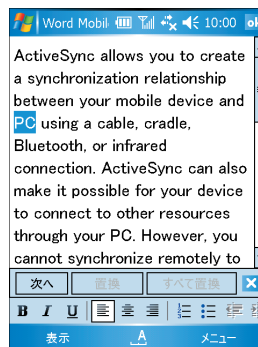 Word Mobil 10:00 ok
ActiveSync allows you to create
a synchronization relationship
between your mobile device and
PC using a cable, cradle,
Bluetooth, or infrared
connection. ActiveSync can also
make it possible for your device
to connect to other resources
through your PC. However, you
cannot synchronize remotely to
次へ 置換 すべて置換
B I U
表示 A メニュー